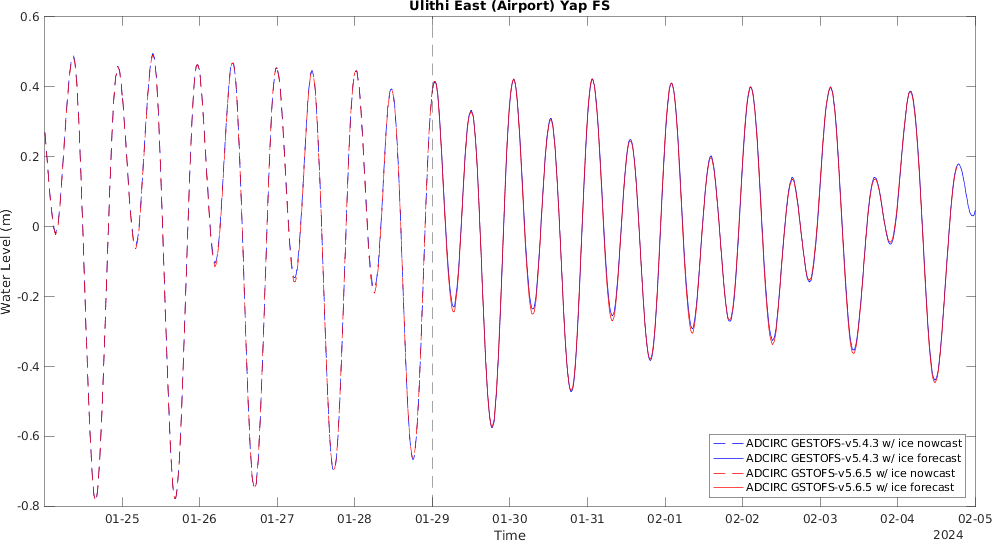 Ulithi East (Airport) Yap FS
Water Level (m)
0.6
0.4
0.2
0
-0.2
-0.4
-0.6
-0.8
ADCIRC GESTOFS-v5.4.3 w/ ice nowcast
ADCIRC GESTOFS-v5.4.3 w/ ice forecast
ADCIRC GSTOFS-v5.6.5 w/ ice nowcast
ADCIRC GSTOFS-v5.6.5 w/ ice forecast
01-25 01-26 01-27 01-28 01-29 01-30 01-31 02-01 02-02 02-03 02-04 02-05
Time
2024